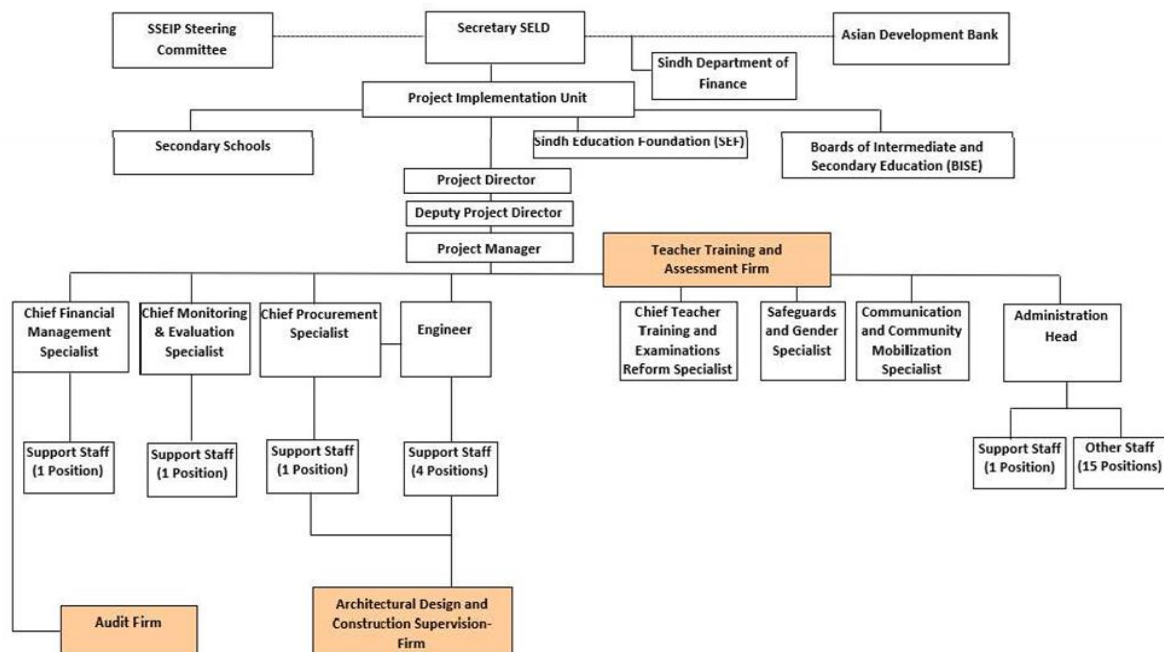 SSEIP Steering
Committee
Secretary SELD
Asian Development Bank
Sindh Department of
Finance
Project Implementation Unit
Secondary Schools
Sindh Education Foundation (SEF)
Boards of Intermediate and
Secondary Education (BISE)
Project Director
Deputy Project Director
Project Manager
Teacher Training and
Assessment Firm
Chief Financial
Management
Specialist
Chief Monitoring
& Evaluation
Specialist
Chief Procurement
Specialist
Engineer
Chief Teacher
Training and
Examinations
Reform Specialist
Safeguards
and Gender
Specialist
Communication
and Community
Mobilization
Specialist
Administration
Head
Support Staff
(1 Position)
Support Staff
(1 Position)
Support Staff
(1 Position)
Support Staff
(4 Positions)
Support Staff
(1 Position)
Other Staff
(15 Positions)
Audit Firm
Architectural Design and
Construction Supervision-
Firm